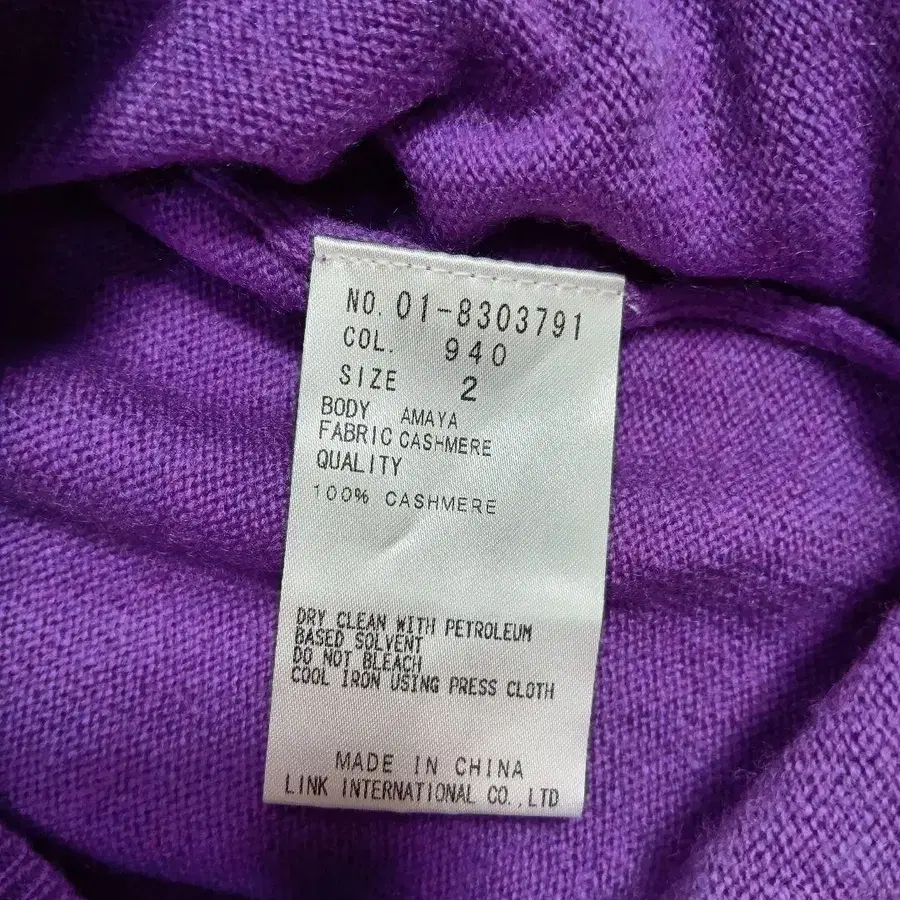 NO. 01-8303791
COL. 940
SIZE 2
BODY AMAYA
FABRIC CASHMERE
QUALITY
100% CASHMERE
DRY CLEAN WITH PETROLEUM
BASED SOLVENT
DO NOT BLEACH
COOL IRON USING PRESS CLOTH
MADE IN CHINA
LINK INTERNATIONAL CO.,LTD